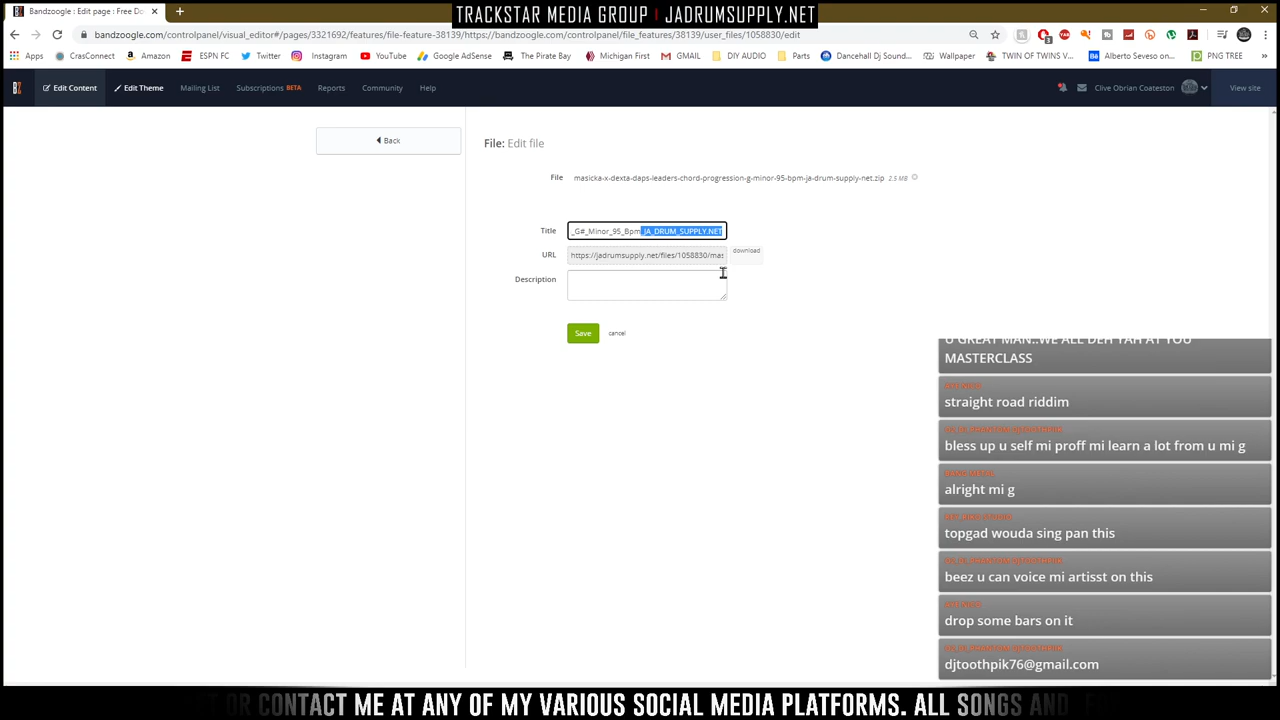 TRACKSTAR MEDIA GROUP | JADRUMSUPPLY.NET
Bandzoogle: Edit page : Free Do
bandzoogle.com/controlpanel/visual_editor#/pages/3321692/features/file-feature-38139/https://bandzoogle.com/controlpanel/file_features/38139/user_files/1058830/edit
Apps CrasConnect Amazon ESPN FC Twitter Instagram YouTube Google AdSense The Pirate Bay Michigan First GMAIL DIY AUDIO Parts Dancehall Dj Sound... Wallpaper TWIN OF TWINS V... Alberto Seveso on... PNG TREE
Edit Content Edit Theme Mailing List Subscriptions BETA Reports Community Help Clive Obrian Coateston View site
Back
File: Edit file
File masicka-x-dexta-daps-leaders-chord-progression-g-minor-95-bpm-ja-drum-supply-net.zip 2.5 MB
Title _G#_Minor_95_Bpm_JA_DRUM_SUPPLY.NET
URL https://jadrumsupply.net/files/1058830/mas download
Description
Save cancel
U GREAT MAN..WE ALL DEH YAH AT YOU
MASTERCLASS
straight road riddim
bless up u self mi proff mi learn a lot from u mi g
alright mi g
topgad wouda sing pan this
beez u can voice mi artisst on this
drop some bars on it
djtoothpik76@gmail.com
OR CONTACT ME AT ANY OF MY VARIOUS SOCIAL MEDIA PLATFORMS. ALL SONGS AND